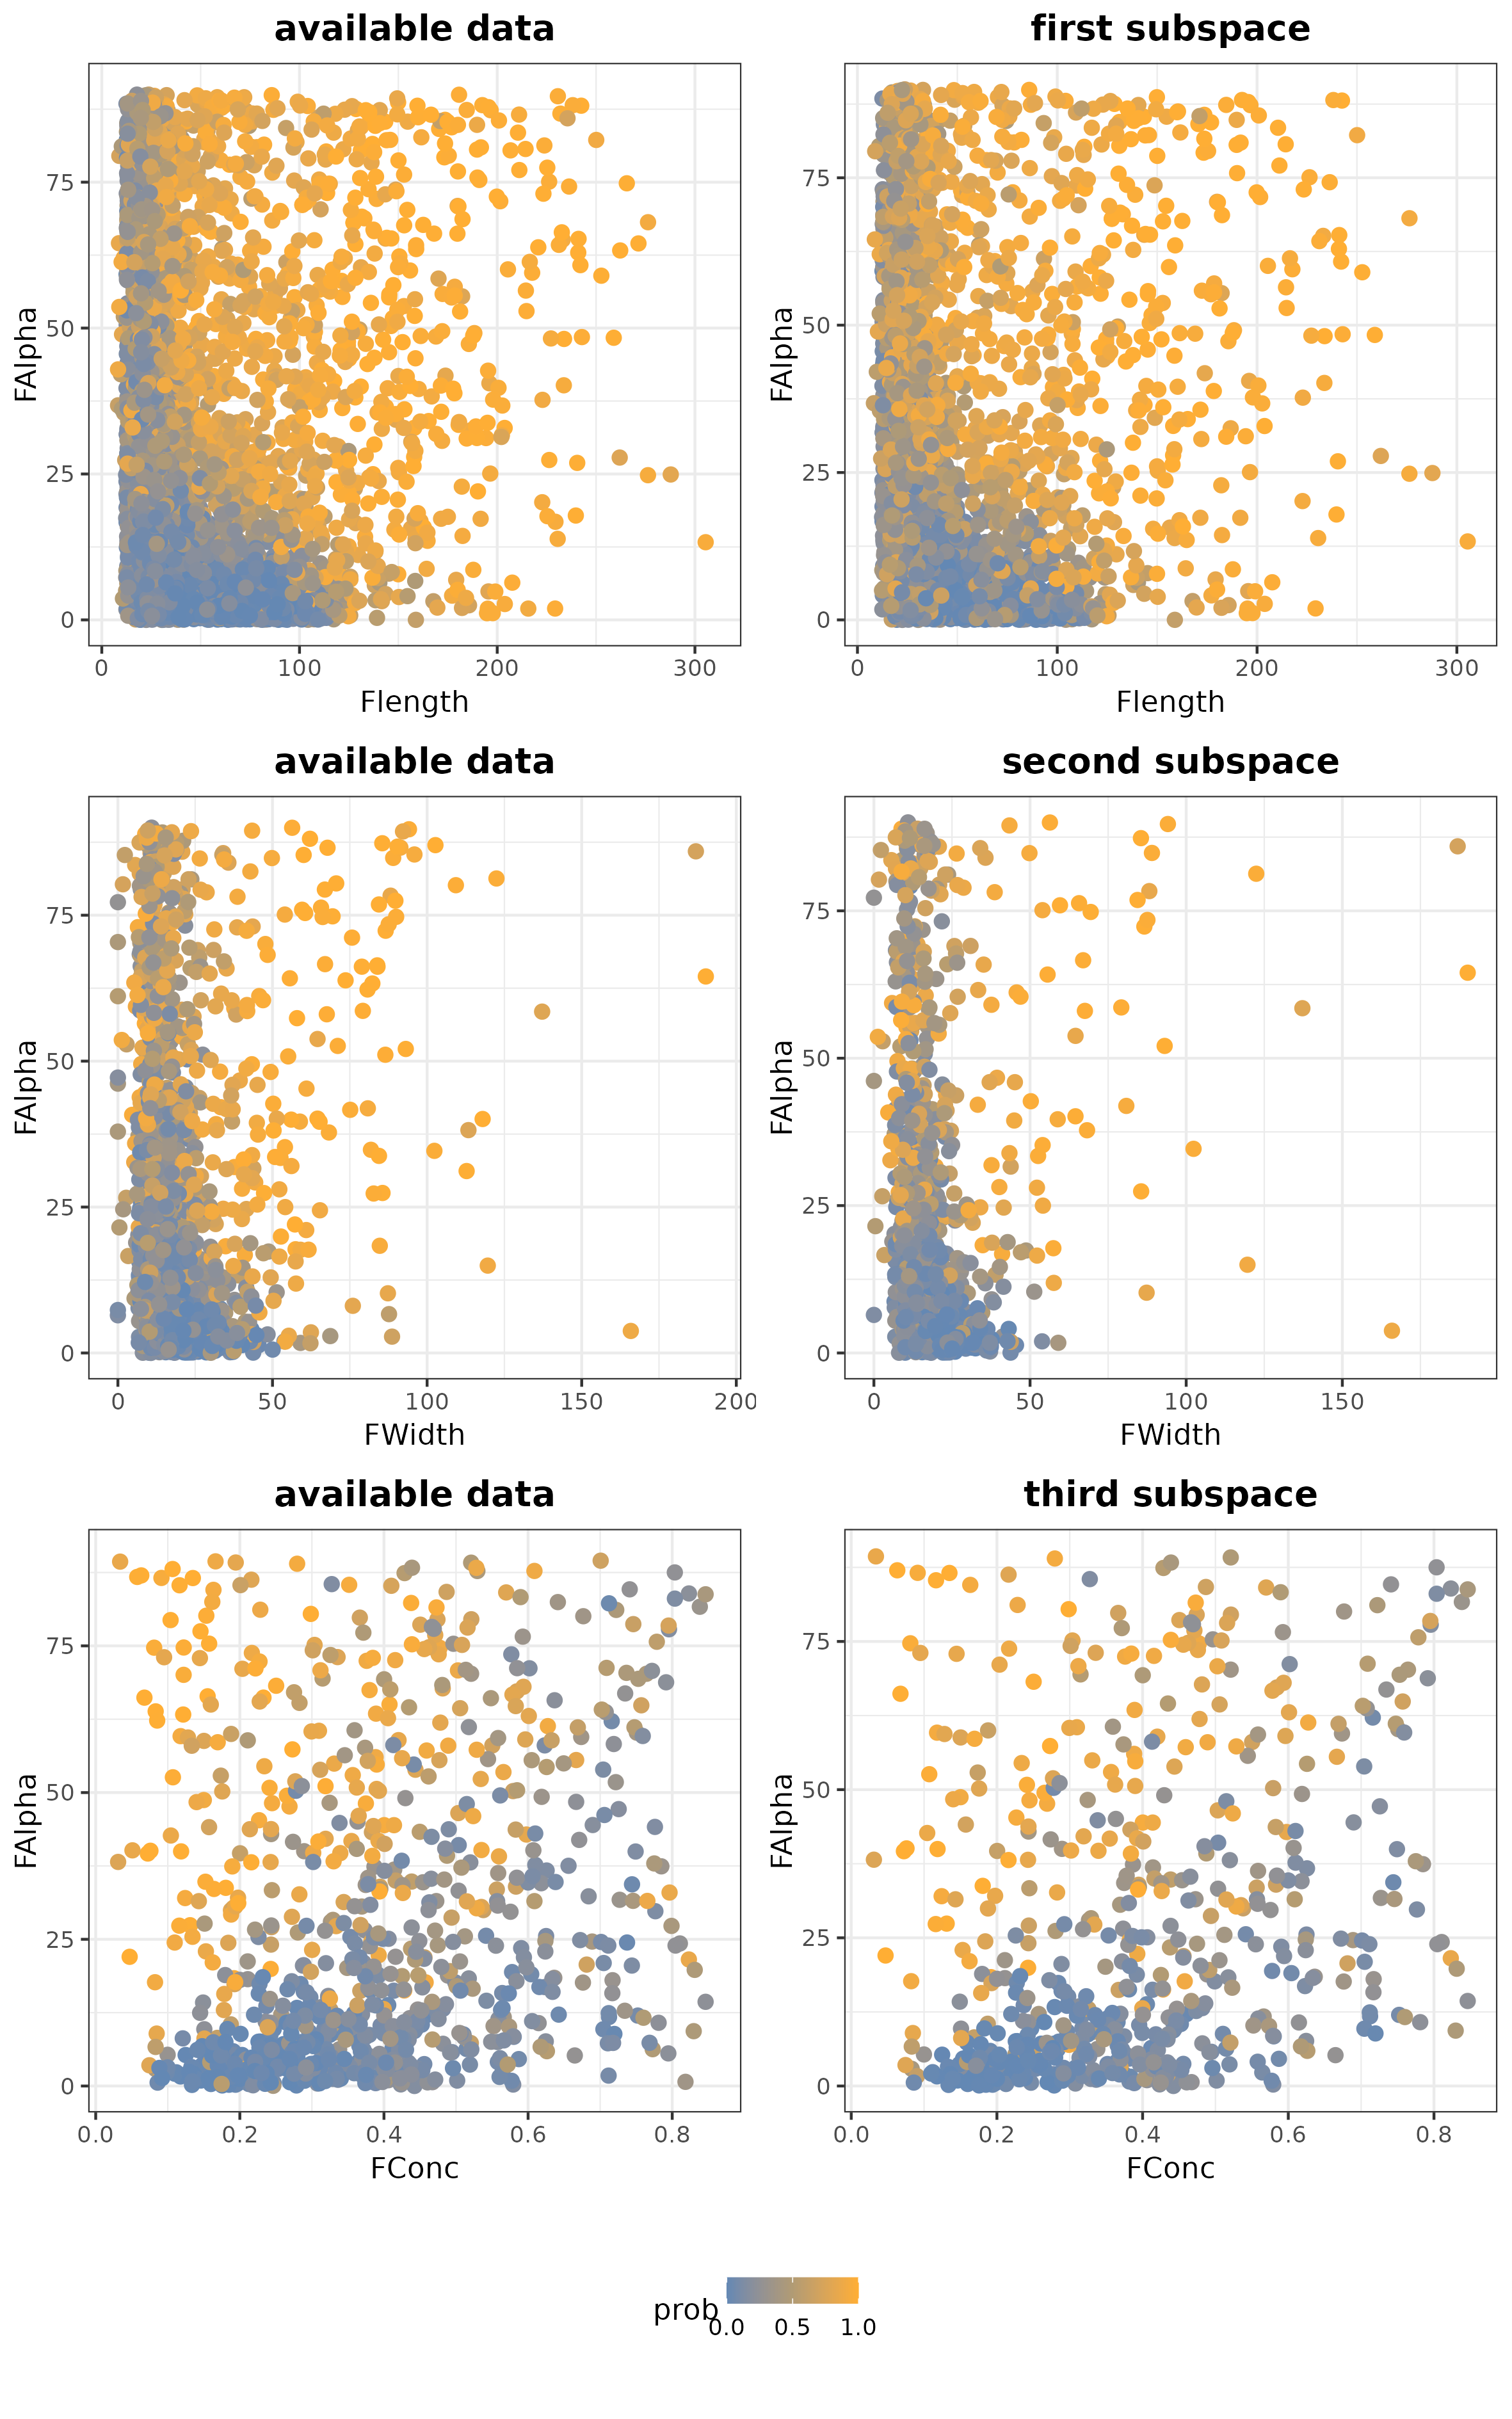 available data
first subspace
FAlpha
75
50
25
0
0 100 200 300
Flength
FAlpha
75
50
25
0
0 100 200 300
Flength
available data
second subspace
FAlpha
75
50
25
0
0 50 100 150 200
FWidth
FAlpha
75
50
25
0
0 50 100 150
FWidth
available data
third subspace
FAlpha
75
50
25
0
0.0 0.2 0.4 0.6 0.8
FConc
FAlpha
75
50
25
0
0.0 0.2 0.4 0.6 0.8
FConc
prob
0.0 0.5 1.0